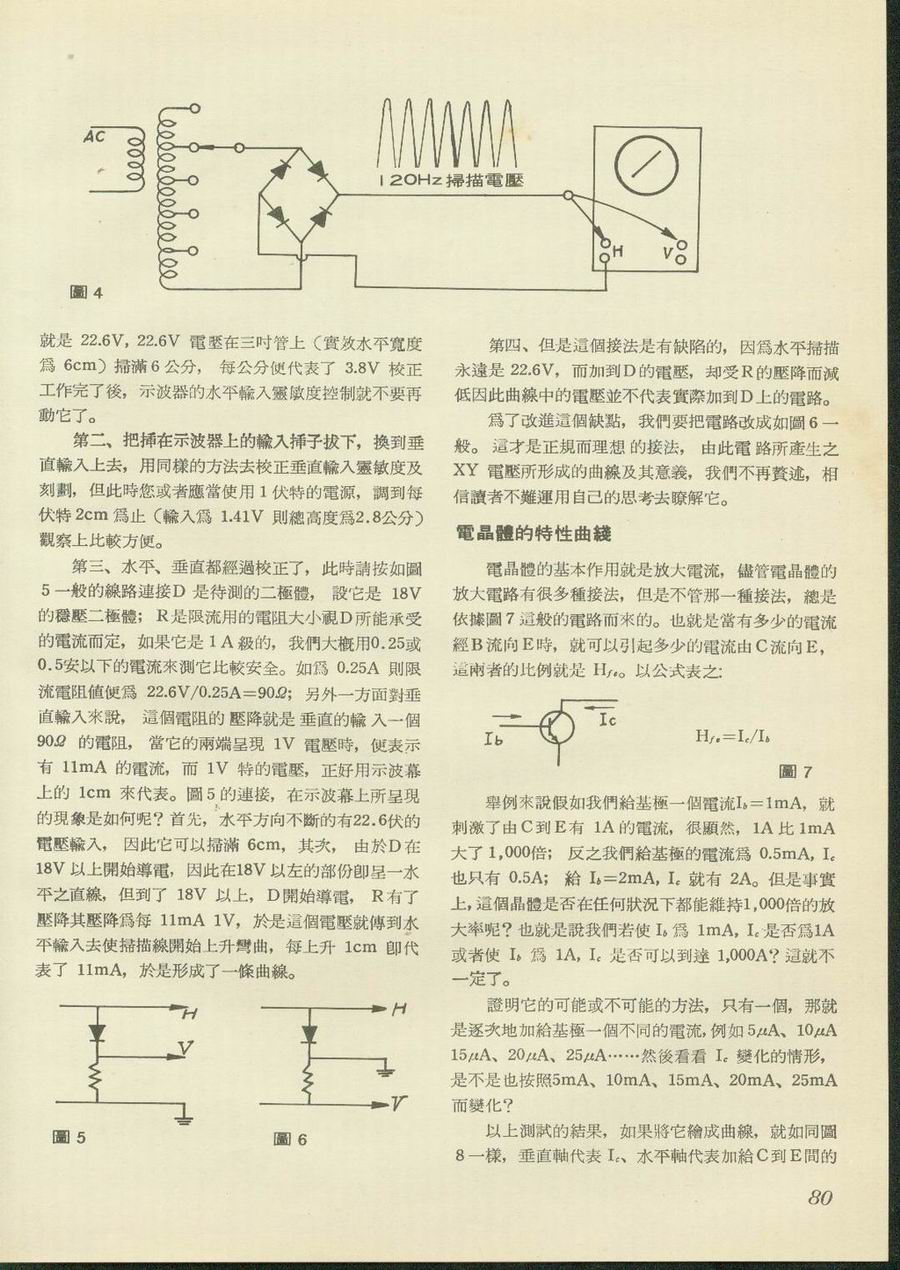 AC
120Hz 掃描電壓
H
V
圖 4
就是 22.6V, 22.6V 電壓在三吋管上（實效水平寬度
爲 6cm）掃滿 6 公分， 每公分便代表了 3.8V 校正
工作完了後，示波器的水平輸入靈敏度控制就不要再
動它了。
第二、把揷在示波器上的輸入揷子拔下，換到垂
直輸入上去，用同樣的方法去校正垂直輸入靈敏度及
刻劃，但此時您或者應當使用 1 伏特的電源，調到每
伏特 2cm 爲止（輸入爲 1.41V 則總高度爲2.8公分）
觀察上比較方便。
第三、水平、垂直都經過校正了，此時請按如圖
5 一般的線路連接D 是待測的二極體， 設它是 18V
的穩壓二極體；R是限流用的電阻大小視D所能承受
的電流而定，如果它是 1 A 級的，我們大概用0.25或
0.5安以下的電流來測它比較安全。如爲 0.25A 則限
流電阻值便爲 22.6V/0.25A=90Ω；另外一方面對垂
直輸入來說， 這個電阻的 壓降就是 垂直的輸 入一個
90Ω 的電阻， 當它的兩端呈現 1V 電壓時，便表示
有 11mA 的電流，而 1V 特的電壓，正好用示波幕
上的 1cm 來代表。圖 5 的連接，在示波幕上所呈現
的現象是如何呢？首先，水平方向不斷的有22.6伏的
電壓輸入， 因此它可以掃滿 6cm，其次， 由於D在
18V 以上開始導電，因此在18V 以左的部份卽呈一水
平之直線，但到了 18V 以上， D開始導電， R有了
壓降其壓降爲每 11mA 1V，於是這個電壓就傳到水
平輸入去使掃描線開始上升彎曲，每上升 1cm 卽代
表了 11mA，於是形成了一條曲線。
H
V
圖 5
H
V
圖 6
第四、但是這個接法是有缺陷的，因爲水平掃描
永遠是 22.6V，而加到D的電壓，却受R的壓降而減
低因此曲線中的電壓並不代表實際加到D上的電路。
爲了改進這個缺點，我們要把電路改成如圖 6 一
般。 這才是正規而理想 的接法， 由此電 路所產生之
XY 電壓所形成的曲線及其意義，我們不再贅述，相
信讀者不難運用自己的思考去瞭解它。
電晶體的特性曲綫
電晶體的基本作用就是放大電流，儘管電晶體的
放大電路有很多種接法，但是不管那一種接法，總是
依據圖 7 這般的電路而來的。也就是當有多少的電流
經B流向E時，就可以引起多少的電流由C流向E，
這兩者的比例就是 Hfe。以公式表之:
Ib
Ic
Hfe=Ic/Ib
圖 7
舉例來說假如我們給基極一個電流Ib=1mA，就
刺激了由C到E有 1A 的電流，很顯然，1A 比 1mA
大了 1,000倍； 反之我們給基極的電流爲 0.5mA, Ic
也只有 0.5A； 給 Ib=2mA, Ic 就有 2A。但是事實
上，這個晶體是否在任何狀況下都能維持1,000倍的放
大率呢？也就是說我們若使 Ib 爲 1mA, Ic 是否爲1A
或者使 Ib 爲 1A, Ic 是否可以到達 1,000A？這就不
一定了。
證明它的可能或不可能的方法，只有一個，那就
是逐次地加給基極一個不同的電流，例如 5μA、10μA
15μA、20μA、25μA……然後看看 Ic 變化的情形，
是不是也按照5mA、10mA、15mA、20mA、25mA
而變化？
以上測試的結果，如果將它繪成曲線，就如同圖
8 一樣，垂直軸代表 Ic、水平軸代表加給C到E間的
80